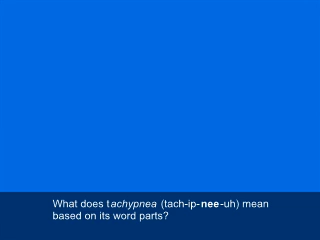 What does tachypnea (tach-ip-nee-uh) mean
based on its word parts?